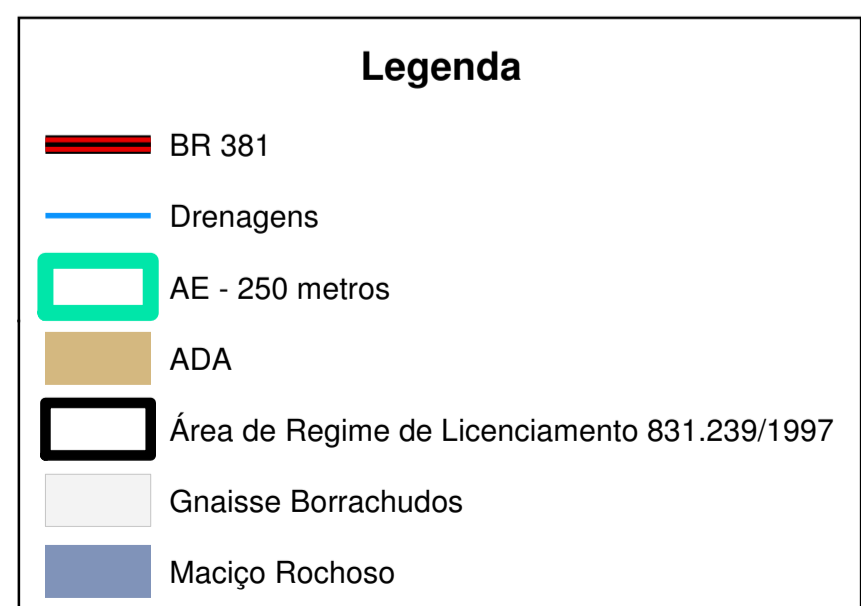 Legenda
BR 381
Drenagens
AE - 250 metros
ADA
Área de Regime de Licenciamento 831.239/1997
Gnaisse Borrachudos
Maciço Rochoso